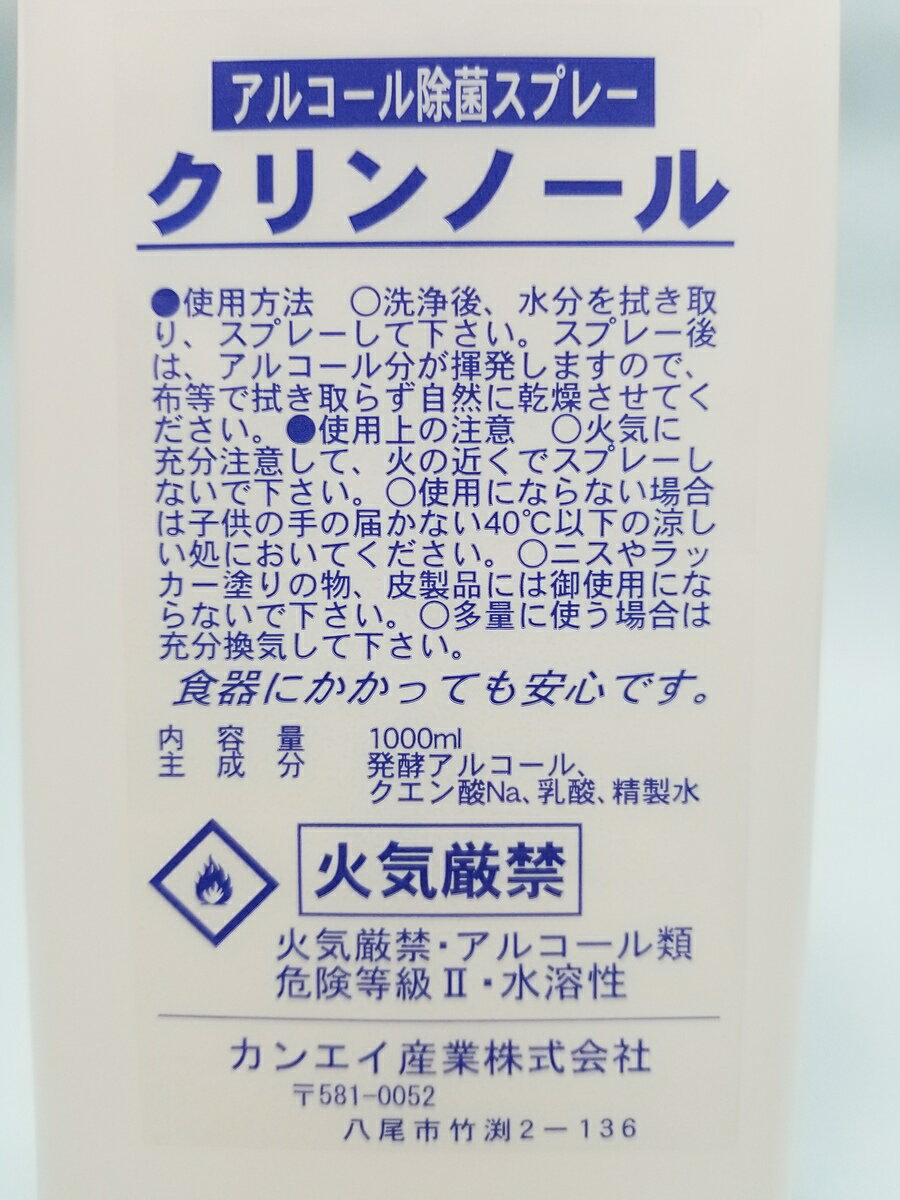 アルコール除菌スプレー
クリンノール
●使用方法　○洗浄後、水分を拭き取
り、スプレーして下さい。スプレー後
は、アルコール分が揮発しますので、
布等で拭き取らず自然に乾燥させてく
ださい。●使用上の注意　○火気に
充分注意して、火の近くでスプレーし
ないで下さい。○使用にならない場合
は子供の手の届かない40℃以下の涼し
い処においてください。○ニスやラッ
カー塗りの物、皮製品には御使用にな
らないで下さい。○多量に使う場合は
充分換気して下さい。
食器にかかっても安心です。
内容量　1000ml
主成分　発酵アルコール、
クエン酸Na、乳酸、精製水
火気厳禁
火気厳禁・アルコール類
危険等級Ⅱ・水溶性
カンエイ産業株式会社
〒581-0052
八尾市竹渕2－136